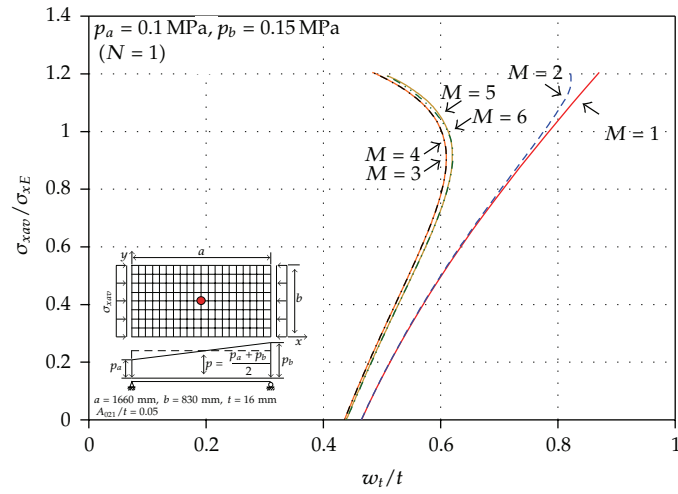 p_a = 0.1 MPa, p_b = 0.15 MPa
(N = 1)
1.2
1
0.8
0.6
0.4
0.2
0
σ_xav/σ_xE
M = 2
M = 5
M = 6
M = 1
M = 4
M = 3
y
a
σ_xav
b
x
p_a
p = (p_a + p_b)/2
p_b
a = 1660 mm, b = 830 mm, t = 16 mm
A_021/t = 0.05
0 0.2 0.4 0.6 0.8 1
w_t/t